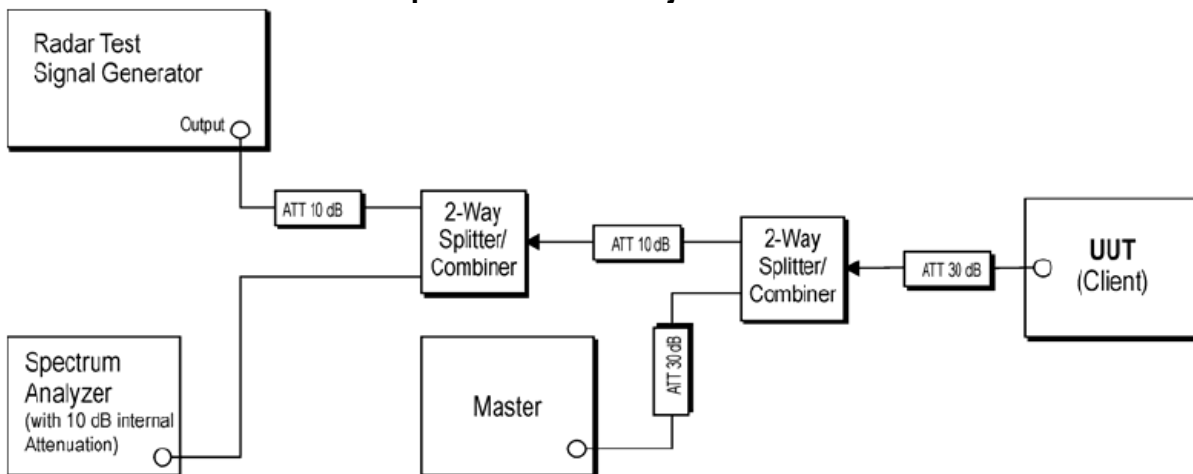 Radar Test
Signal Generator
Output
ATT 10 dB
2-Way
Splitter/
Combiner
ATT 10 dB
2-Way
Splitter/
Combiner
ATT 30 dB
UUT
(Client)
Spectrum
Analyzer
(with 10 dB internal
Attenuation)
Master
ATT 30 dB